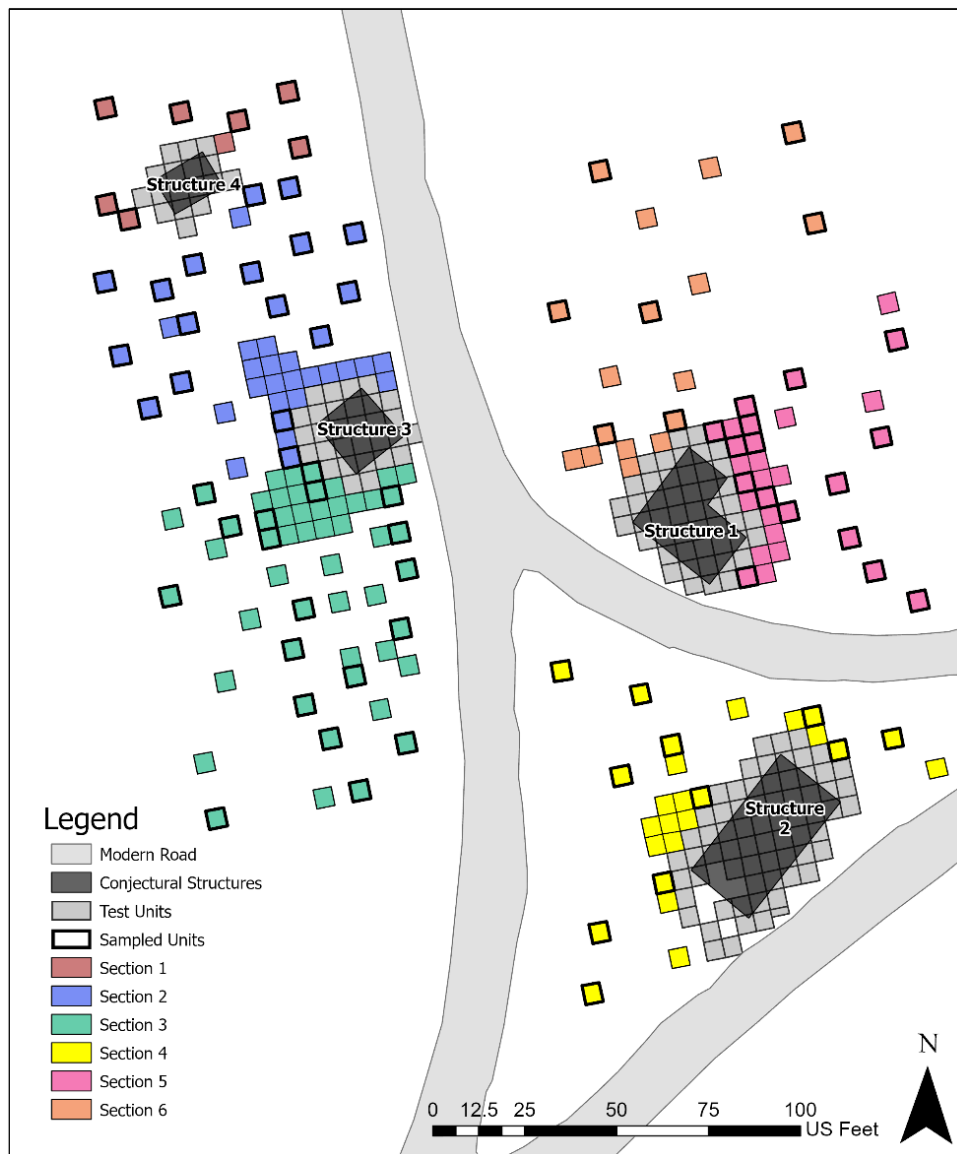 Structure 4
Structure 3
Structure 1
Structure
2
Legend
Modern Road
Conjectural Structures
Test Units
Sampled Units
Section 1
Section 2
Section 3
Section 4
Section 5
Section 6
N
0 12.5 25 50 75 100
US Feet